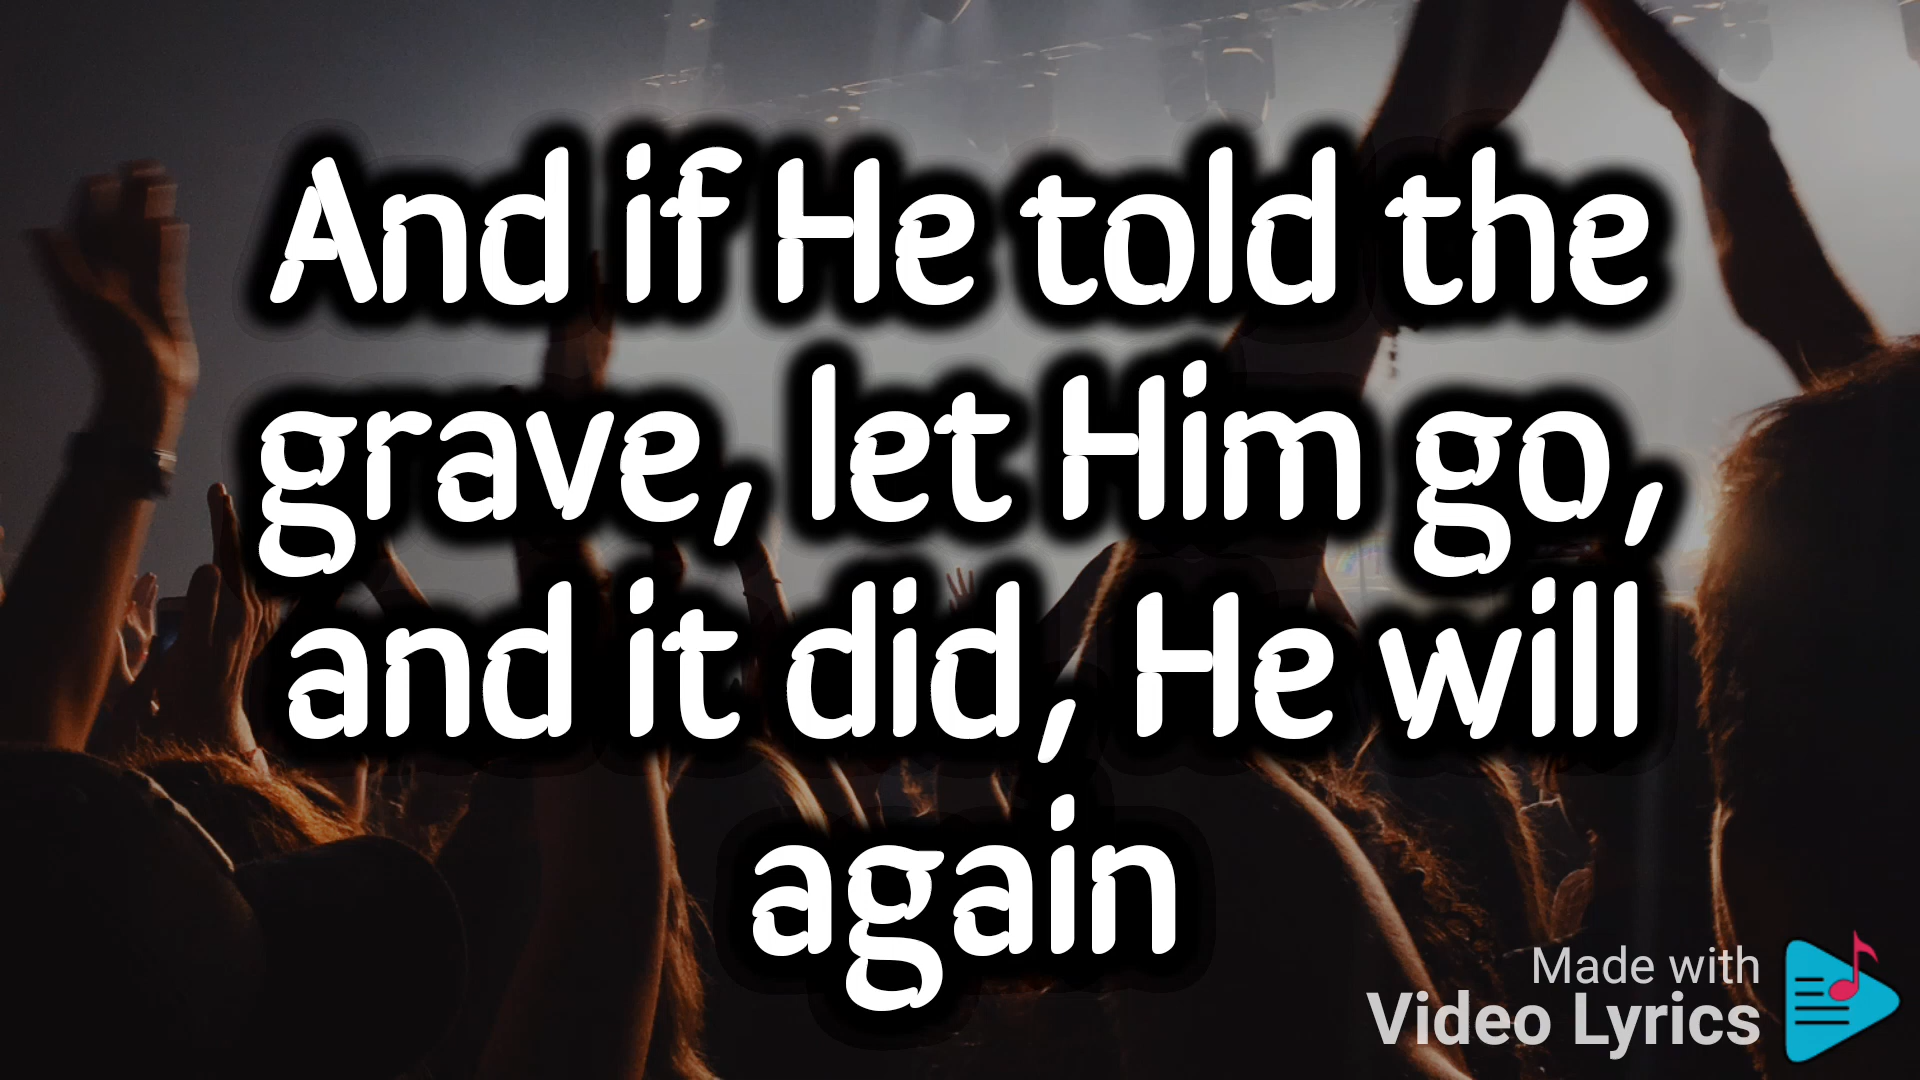 And if He told the
grave, let Him go,
and it did, He will
again
Made with
Video Lyrics